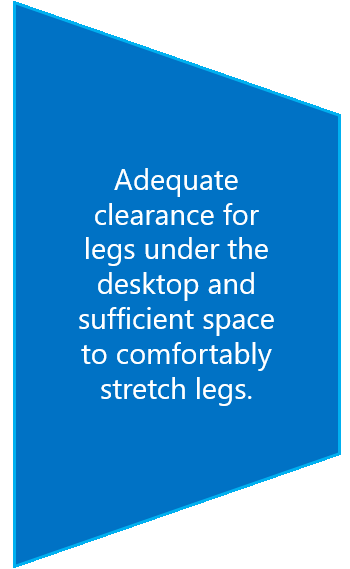 Adequate
clearance for
legs under the
desktop and
sufficient space
to comfortably
stretch legs.